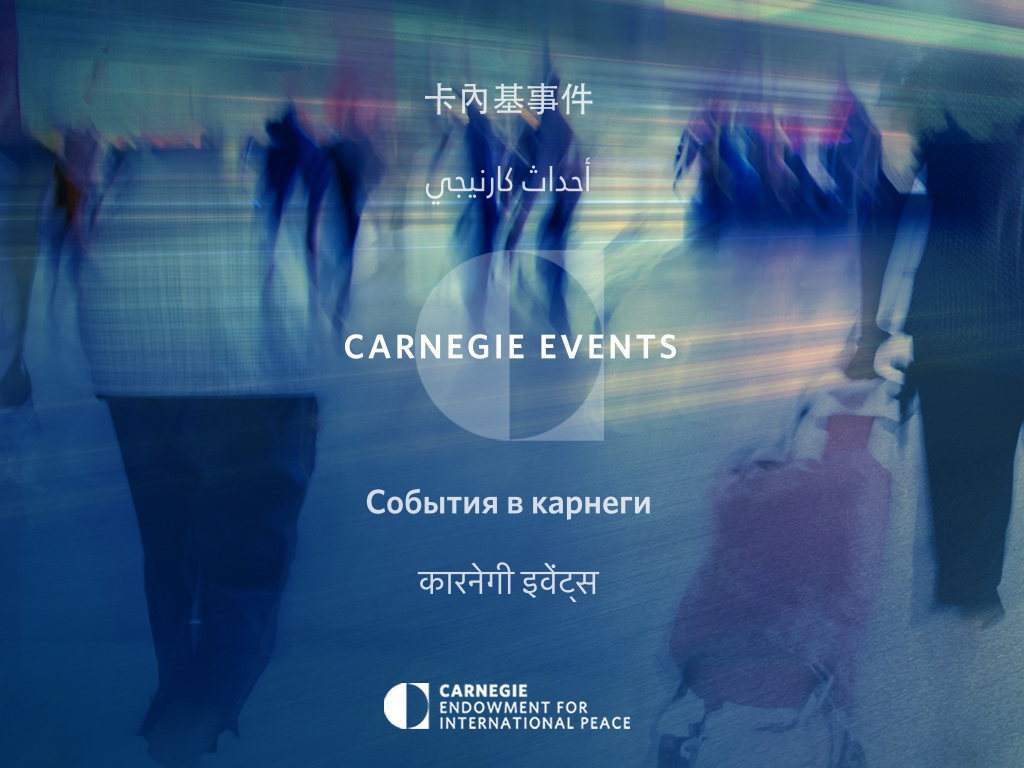 卡內基事件
أحداث كارنيجي
CARNEGIE EVENTS
События в карнеги
कारनेगी इवेंट्स
CARNEGIE
ENDOWMENT FOR
INTERNATIONAL PEACE